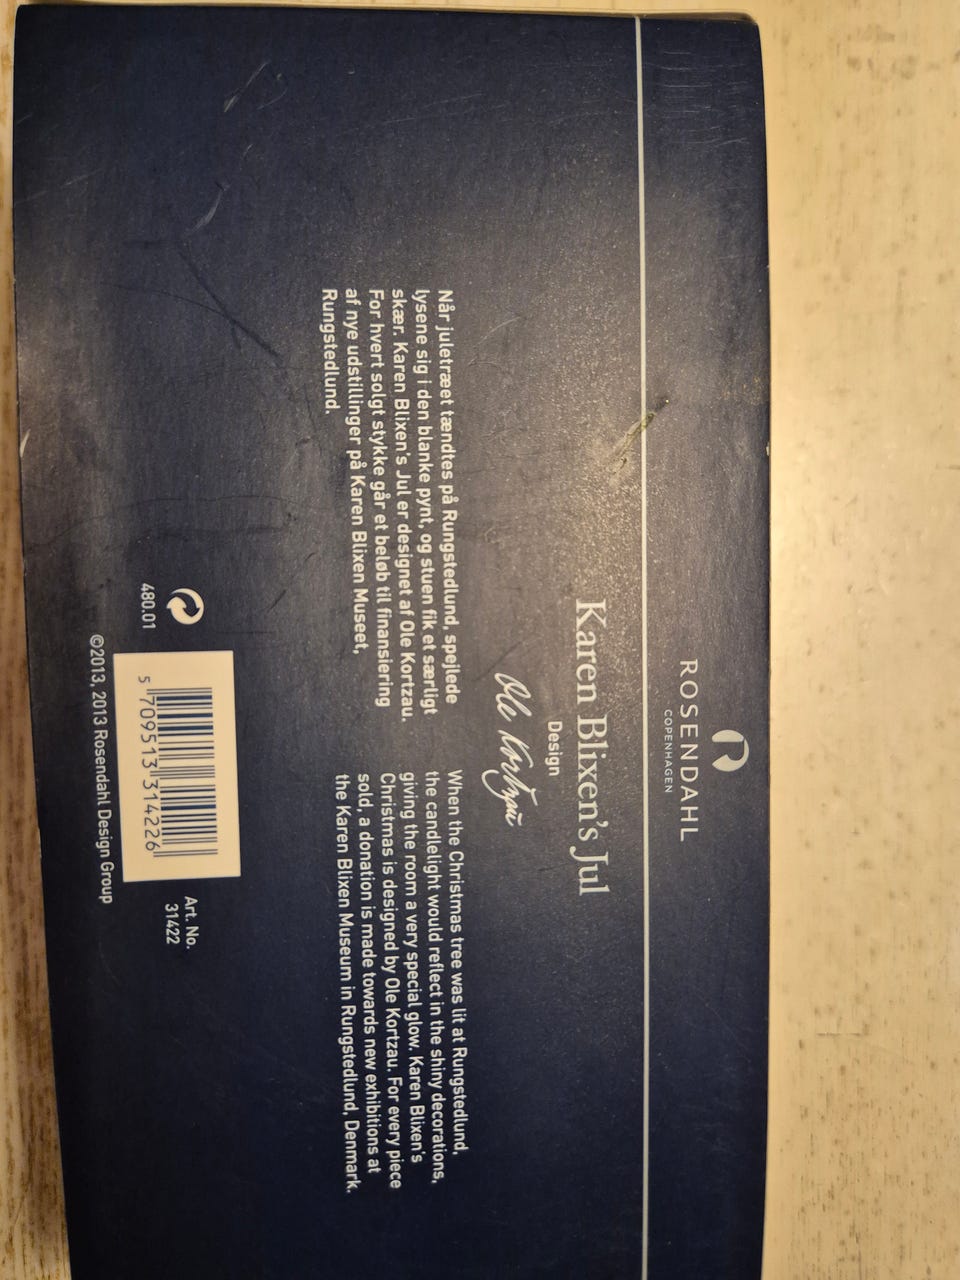 ROSENDAHL
COPENHAGEN
Karen Blixen's Jul
Design
Ole Kortzau
Når juletræet tændtes på Rungstedlund, spejlede
lysene sig i den blanke pynt, og stuen fik et særligt
skær. Karen Blixen's Jul er designet af Ole Kortzau.
For hvert solgt stykke går et beløb til finansiering
af nye udstillinger på Karen Blixen Museet,
Rungstedlund.
When the Christmas tree was lit at Rungstedlund,
the candlelight would reflect in the shiny decorations,
giving the room a very special glow. Karen Blixen's
Christmas is designed by Ole Kortzau. For every piece
sold, a donation is made towards new exhibitions at
the Karen Blixen Museum in Rungstedlund, Denmark.
480.01
5 709513 314226
Art. No.
31422
©2013, 2013 Rosendahl Design Group